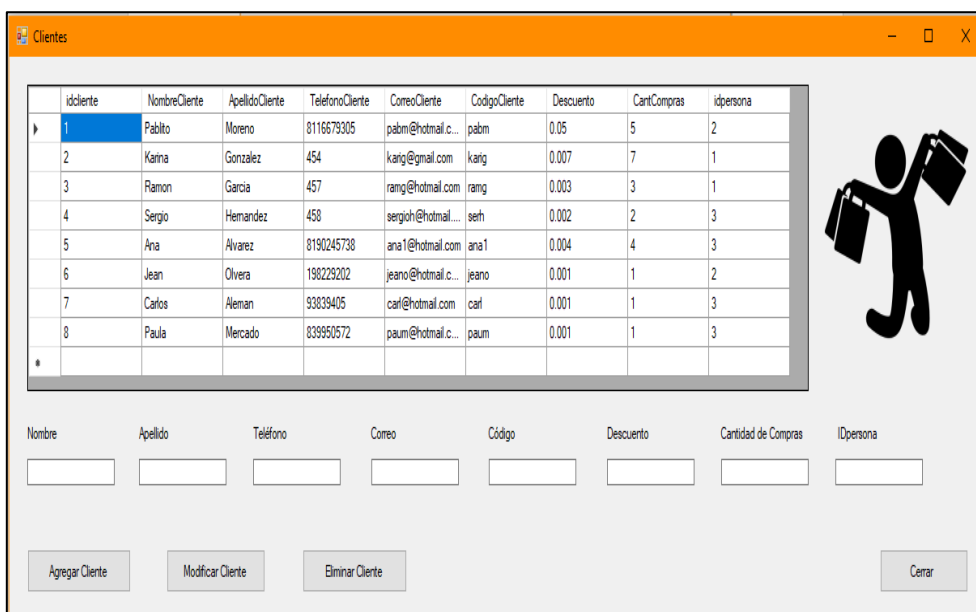 Clientes
idcliente NombreCliente ApellidoCliente TelefonoCliente CorreoCliente CodigoCliente Descuento CantCompras idpersona
1 Pablito Moreno 8116679305 pabm@hotmail.c... pabm 0.05 5 2
2 Karina Gonzalez 454 karig@gmail.com karig 0.007 7 1
3 Ramon Garcia 457 ramg@hotmail.com ramg 0.003 3 1
4 Sergio Hernandez 458 sergioh@hotmail.... serh 0.002 2 3
5 Ana Alvarez 8190245738 ana1@hotmail.com ana1 0.004 4 3
6 Jean Olvera 198229202 jeano@hotmail.c... jeano 0.001 1 2
7 Carlos Aleman 93839405 carl@hotmail.com carl 0.001 1 3
8 Paula Mercado 839950572 paum@hotmail.c... paum 0.001 1 3
Nombre Apellido Teléfono Correo Código Descuento Cantidad de Compras IDpersona
Agregar Cliente Modificar Cliente Eliminar Cliente Cerrar